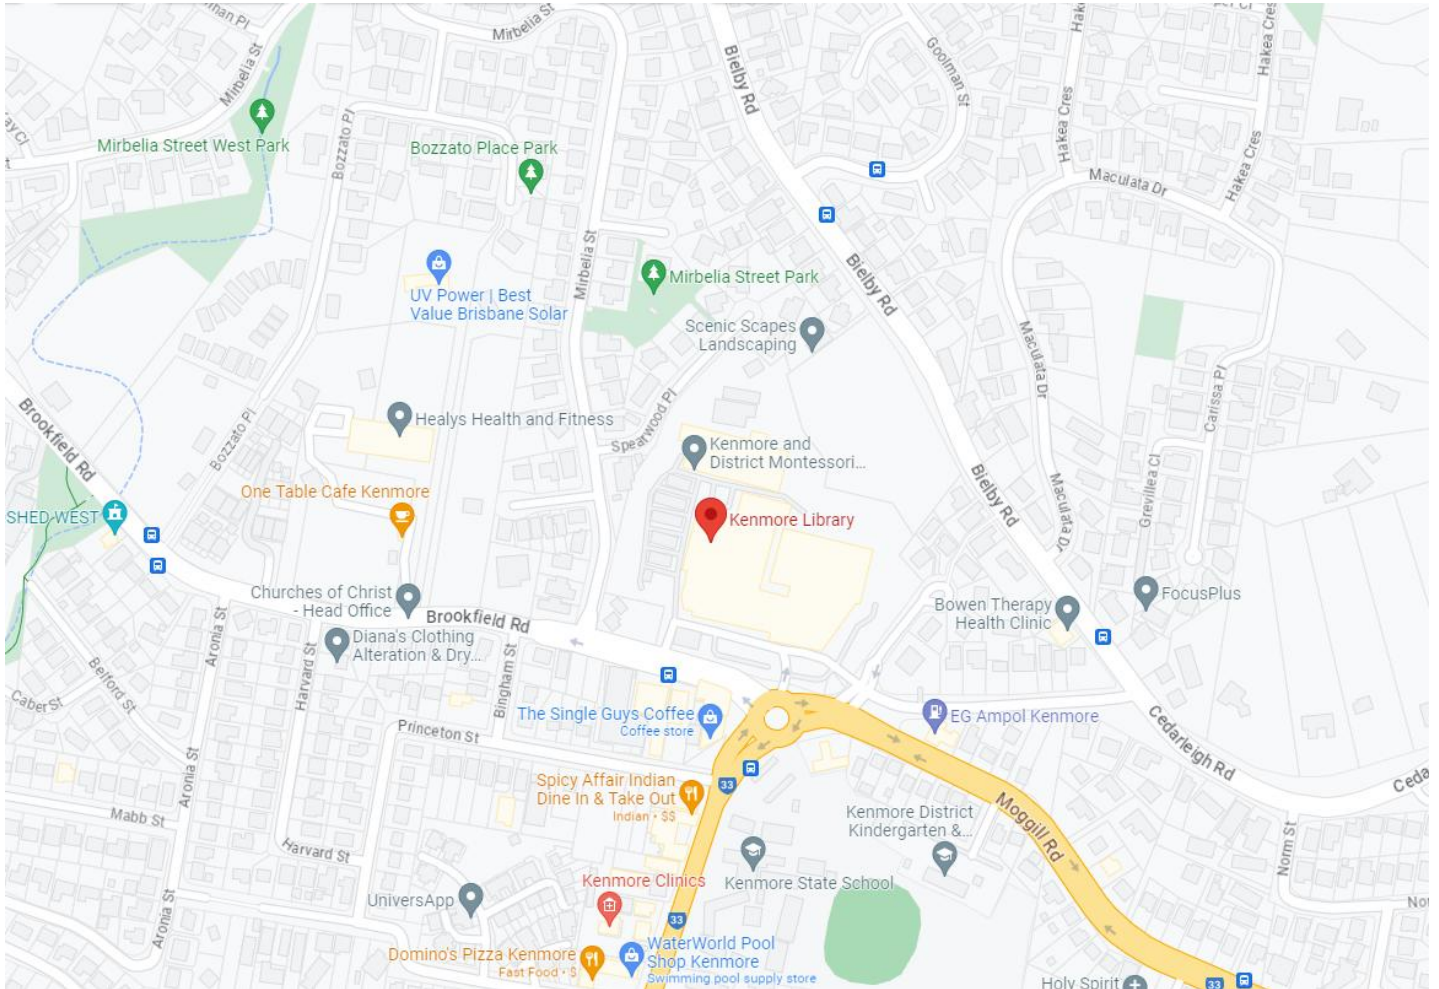 Mirbelia St
Mirbelia St
Bielby Rd
Goolman St
Hakea Cres
Hakea Cres
Mirbelia Street West Park
Bozzato Pl
Bozzato Place Park
Hakea Cres
Hakea Cres
Maculata Dr
Mirbelia St
Bielby Rd
Mirbelia Street Park
UV Power | Best
Value Brisbane Solar
Scenic Scapes
Landscaping
Maculata Dr
Carissa Pl
Brookfield Rd
Bozzato Pl
Healys Health and Fitness
Spearwood Pl
Kenmore and
District Montessori...
Bielby Rd
Maculata Dr
Grevillea Cl
One Table Cafe Kenmore
SHED WEST
Kenmore Library
Churches of Christ
- Head Office
Brookfield Rd
Bowen Therapy
Health Clinic
FocusPlus
Diana's Clothing
Alteration & Dry...
Aronia St
Harvard St
Bingham St
Belford St
Caber St
The Single Guys Coffee
Coffee store
EG Ampol Kenmore
Cedarleigh Rd
Princeton St
Aronia St
Spicy Affair Indian
Dine In & Take Out
Indian • $$
33
Moggill Rd
Kenmore District
Kindergarten &...
Mabb St
Harvard St
Kenmore State School
Norm St
Kenmore Clinics
UniversApp
Aronia St
33
Domino's Pizza Kenmore
Fast Food • $
WaterWorld Pool
Shop Kenmore
Swimming pool supply store
Holy Spirit
33